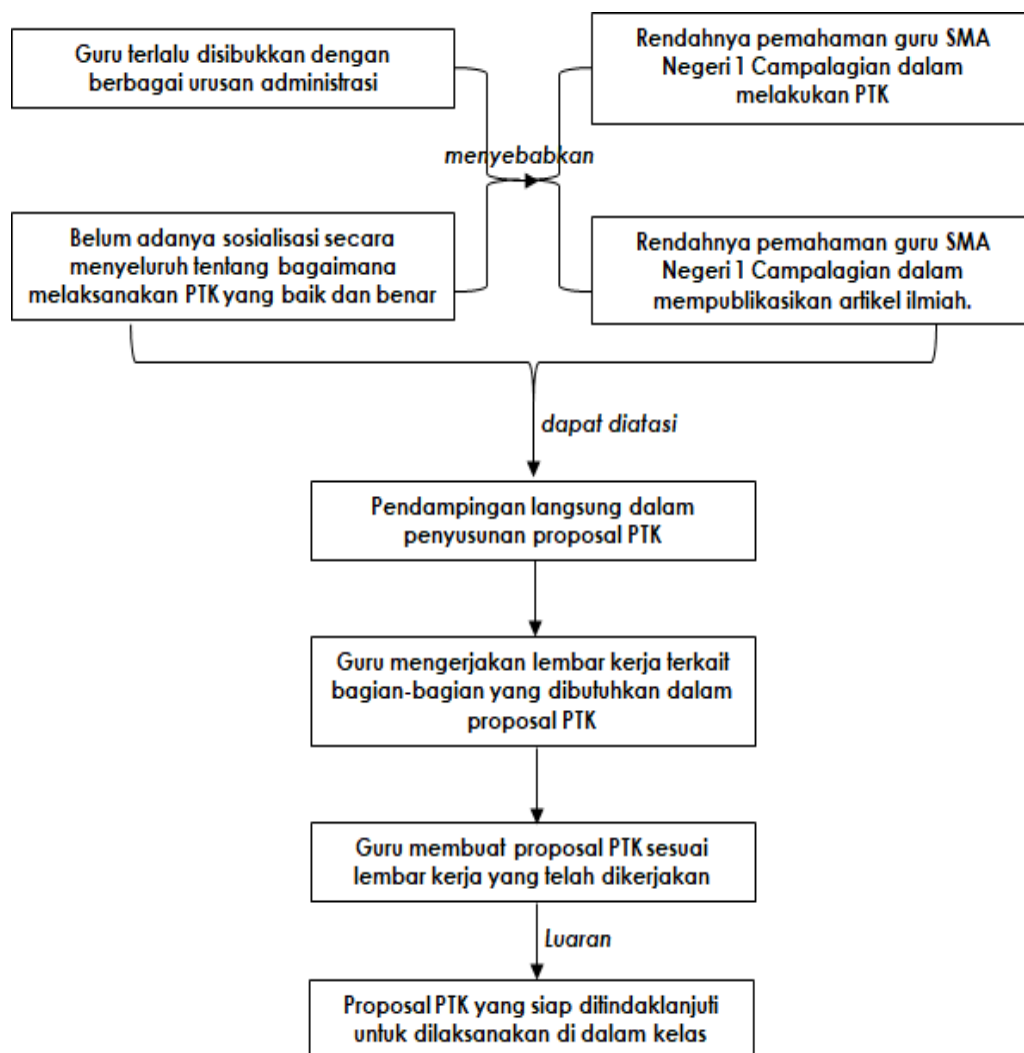 Guru terlalu disibukkan dengan
berbagai urusan administrasi
Rendahnya pemahaman guru SMA
Negeri 1 Campalagian dalam
melakukan PTK
menyebabkan
Belum adanya sosialisasi secara
menyeluruh tentang bagaimana
melaksanakan PTK yang baik dan benar
Rendahnya pemahaman guru SMA
Negeri 1 Campalagian dalam
mempublikasikan artikel ilmiah.
dapat diatasi
Pendampingan langsung dalam
penyusunan proposal PTK
Guru mengerjakan lembar kerja terkait
bagian-bagian yang dibutuhkan dalam
proposal PTK
Guru membuat proposal PTK sesuai
lembar kerja yang telah dikerjakan
Luaran
Proposal PTK yang siap ditindaklanjuti
untuk dilaksanakan di dalam kelas